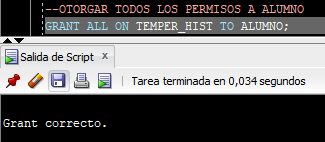 --OTORGAR TODOS LOS PERMISOS A ALUMNO
GRANT ALL ON TEMPER_HIST TO ALUMNO;
Salida de Script x
Tarea terminada en 0,034 segundos
Grant correcto.